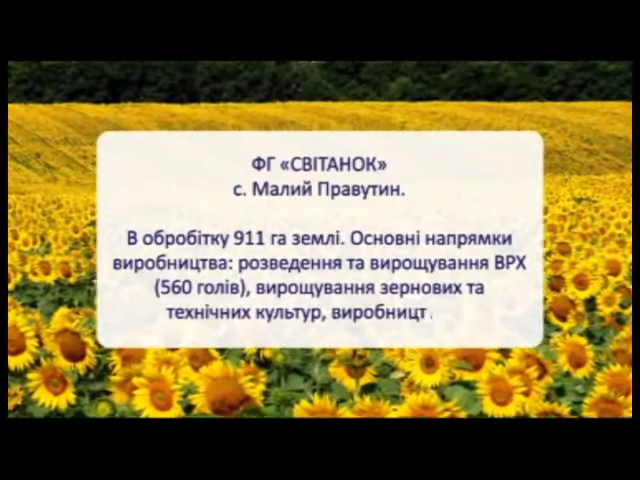 ФГ «СВІТАНОК»
с. Малий Правутин.
В обробітку 911 га землі. Основні напрямки
виробництва: розведення та вирощування ВРХ
(560 голів), вирощування зернових та
технічних культур, виробницт